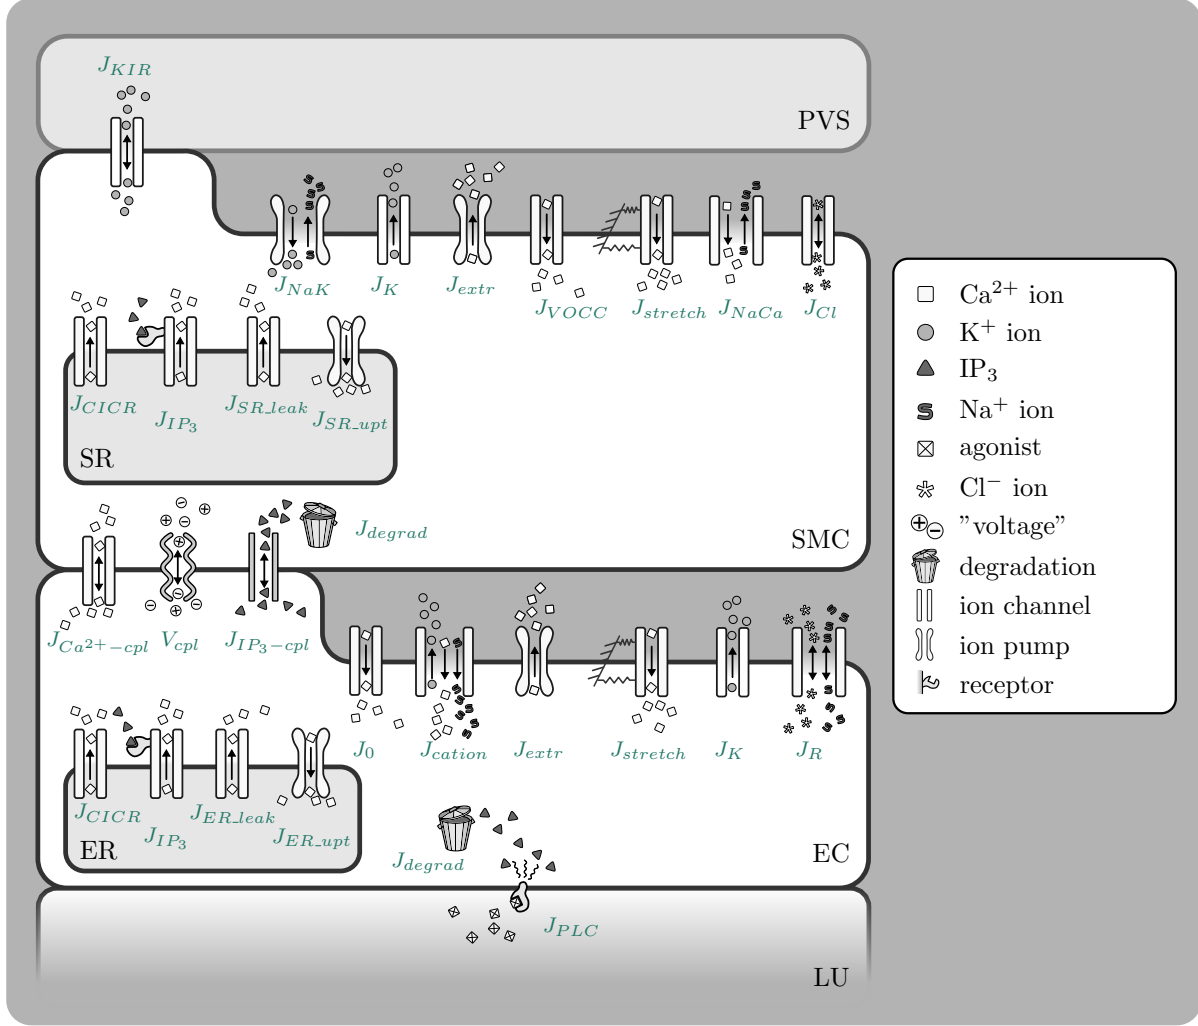 J_{KIR}
PVS
J_{NaK}
J_K
J_{extr}
J_{VOCC}
J_{stretch}
J_{NaCa}
J_{Cl}
J_{CICR}
J_{IP_3}
J_{SR\_leak}
J_{SR\_upt}
SR
J_{degrad}
SMC
J_{Ca^{2+}-cpl}
V_{cpl}
J_{IP_3-cpl}
J_0
J_{cation}
J_{extr}
J_{stretch}
J_K
J_R
J_{CICR}
J_{IP_3}
J_{ER\_leak}
J_{ER\_upt}
ER
J_{degrad}
EC
J_{PLC}
LU
Ca²⁺ ion
K⁺ ion
IP₃
Na⁺ ion
agonist
Cl⁻ ion
"voltage"
degradation
ion channel
ion pump
receptor